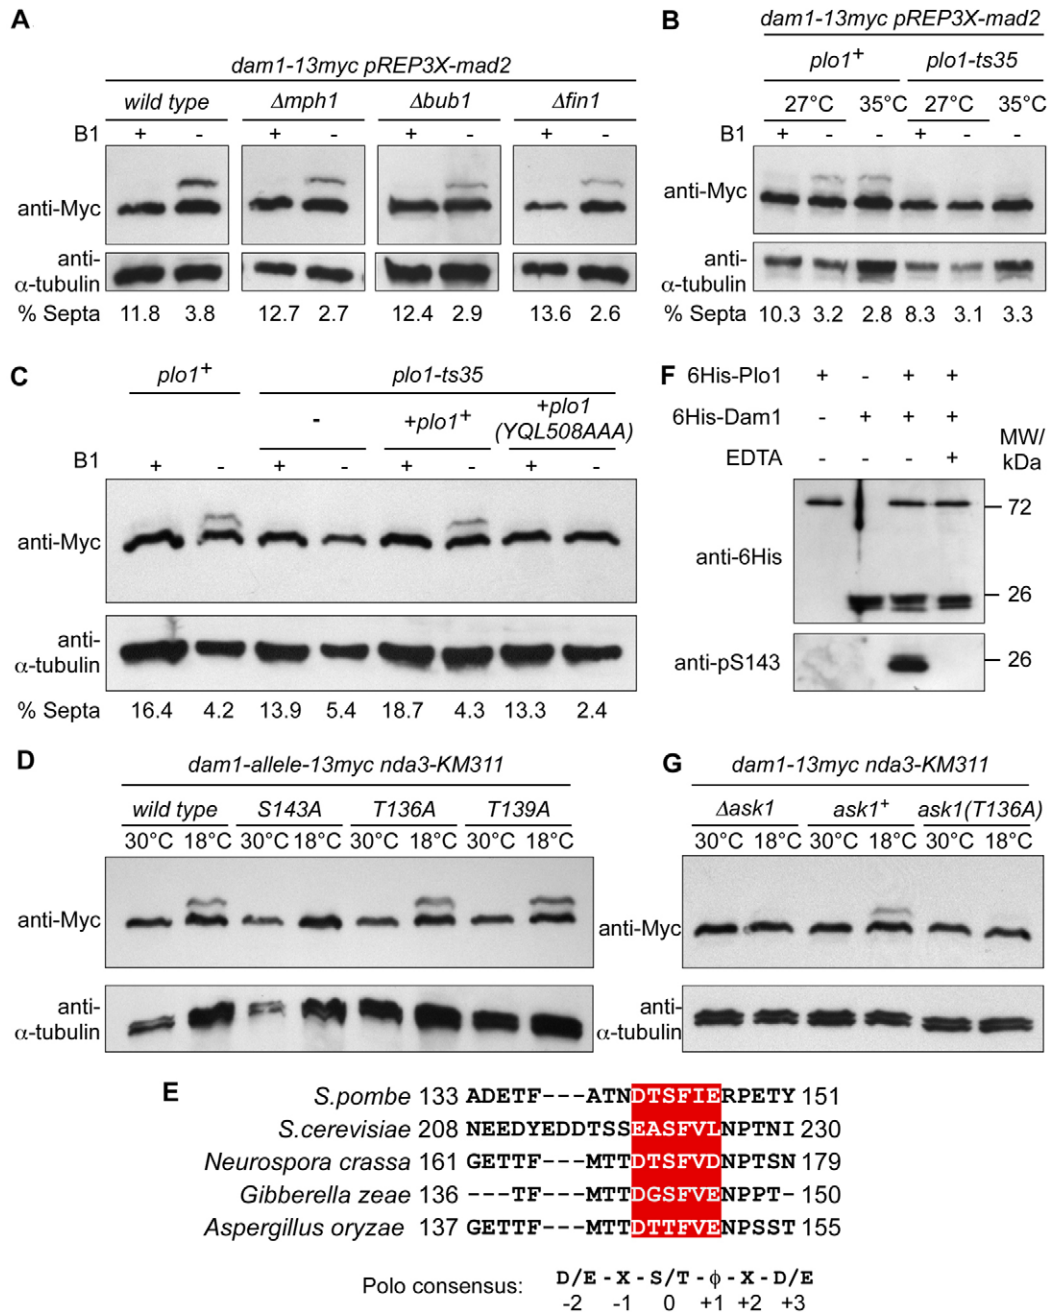 A
dam1-13myc pREP3X-mad2
wild type Δmph1 Δbub1 Δfin1
B1 + - + - + - + -
anti-Myc
anti-
α-tubulin
% Septa 11.8 3.8 12.7 2.7 12.4 2.9 13.6 2.6
B
dam1-13myc pREP3X-mad2
plo1+ plo1-ts35
27°C 35°C 27°C 35°C
B1 + - - + - -
anti-Myc
anti-
α-tubulin
% Septa 10.3 3.2 2.8 8.3 3.1 3.3
C
plo1+ plo1-ts35
- +plo1+ +plo1
(YQL508AAA)
B1 + - + - + - + -
anti-Myc
anti-
α-tubulin
% Septa 16.4 4.2 13.9 5.4 18.7 4.3 13.3 2.4
F
6His-Plo1 + - + +
6His-Dam1 - + + +
EDTA - - - +
MW/
kDa
72
anti-6His
26
anti-pS143 26
D
dam1-allele-13myc nda3-KM311
wild type S143A T136A T139A
30°C 18°C 30°C 18°C 30°C 18°C 30°C 18°C
anti-Myc
anti-
α-tubulin
G
dam1-13myc nda3-KM311
Δask1 ask1+ ask1(T136A)
30°C 18°C 30°C 18°C 30°C 18°C
anti-Myc
anti-
α-tubulin
E
S.pombe 133 ADETF---ATNDTSFIERPETY 151
S.cerevisiae 208 NEEDYEDDTSSEASFVLNPTNI 230
Neurospora crassa 161 GETTF---MTTDTSFVDNPTSN 179
Gibberella zeae 136 ---TF---MTTDGSFVENPPT- 150
Aspergillus oryzae 137 GETTF---MTTDTTFVENPSST 155
Polo consensus: D/E - X - S/T - ϕ - X - D/E
-2 -1 0 +1 +2 +3